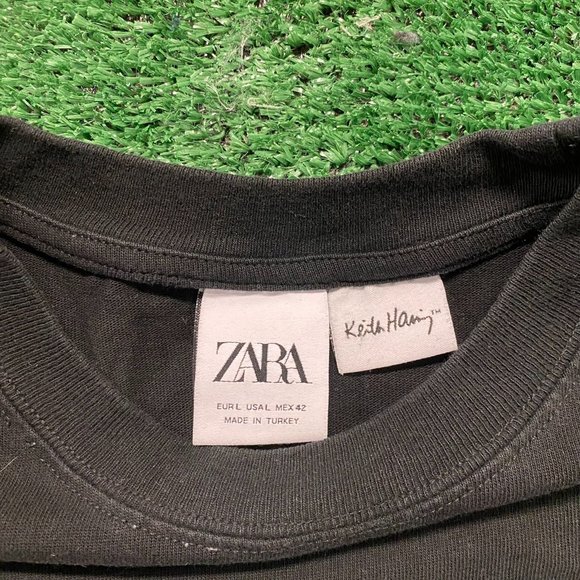 ZARA
EUR L USA L MEX 42
MADE IN TURKEY
Keith Haring™